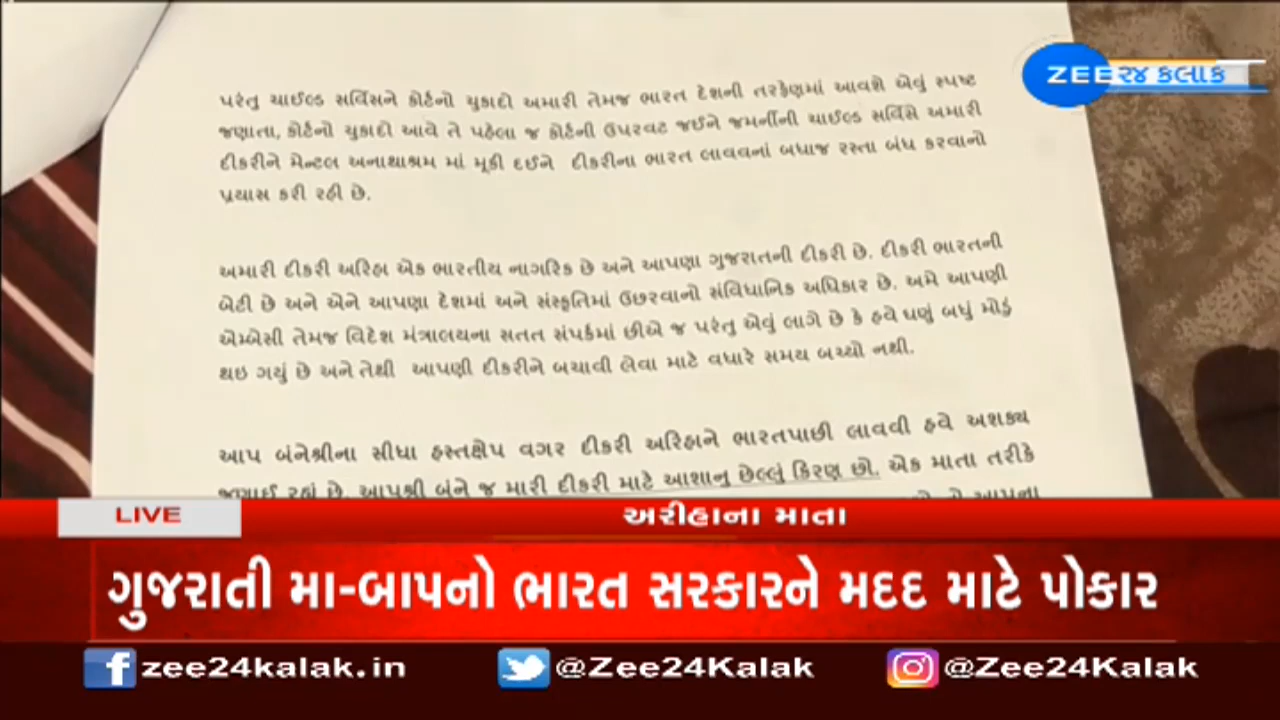 ZEE ૨૪ કલાક
પરંતુ ચાઈલ્ડ સર્વિસને કોર્ટનો ચુકાદો અમારી તેમજ ભારત દેશની તરફેણમાં આવશે એવું સ્પષ્ટ
જણાતા, કોર્ટનો ચુકાદો આવે તે પહેલા જ કોર્ટની ઉપરવટ જઈને જમર્નીની ચાઈલ્ડ સર્વિસે અમારી
દીકરીને મેન્ટલ અનાથાશ્રમ માં મૂકી દઈને દીકરીના ભારત લાવવનાં બધાજ રસ્તા બંધ કરવાનો
પ્રયાસ કરી રહી છે.
અમારી દીકરી અરિહા એક ભારતીય નાગરિક છે અને આપણા ગુજરાતની દીકરી છે. દીકરી ભારતની
બેટી છે અને એને આપણા દેશમાં અને સંસ્કૃતિમાં ઉછરવાનો સંવિધાનિક અધિકાર છે. અમે આપણી
એમ્બેસી તેમજ વિદેશ મંત્રાલયના સતત સંપર્કમાં છીએ જ પરંતુ એવું લાગે છે કે હવે ઘણું બધું મોડું
થઇ ગયું છે અને તેથી આપણી દીકરીને બચાવી લેવા માટે વધારે સમય બચ્યો નથી.
આપ બંનેશ્રીના સીધા હસ્તક્ષેપ વગર દીકરી અરિહાને ભારતપાછી લાવવી હવે અશક્ય
જણાઈ રહ્યું છે. આપશ્રી બંને જ મારી દીકરી માટે આશાનુ છેલ્લું કિરણ છો. એક માતા તરીકે
આપના
LIVE
અરીહાના માતા
ગુજરાતી મા-બાપનો ભારત સરકારને મદદ માટે પોકાર
zee24kalak.in
@Zee24Kalak
@Zee24Kalak